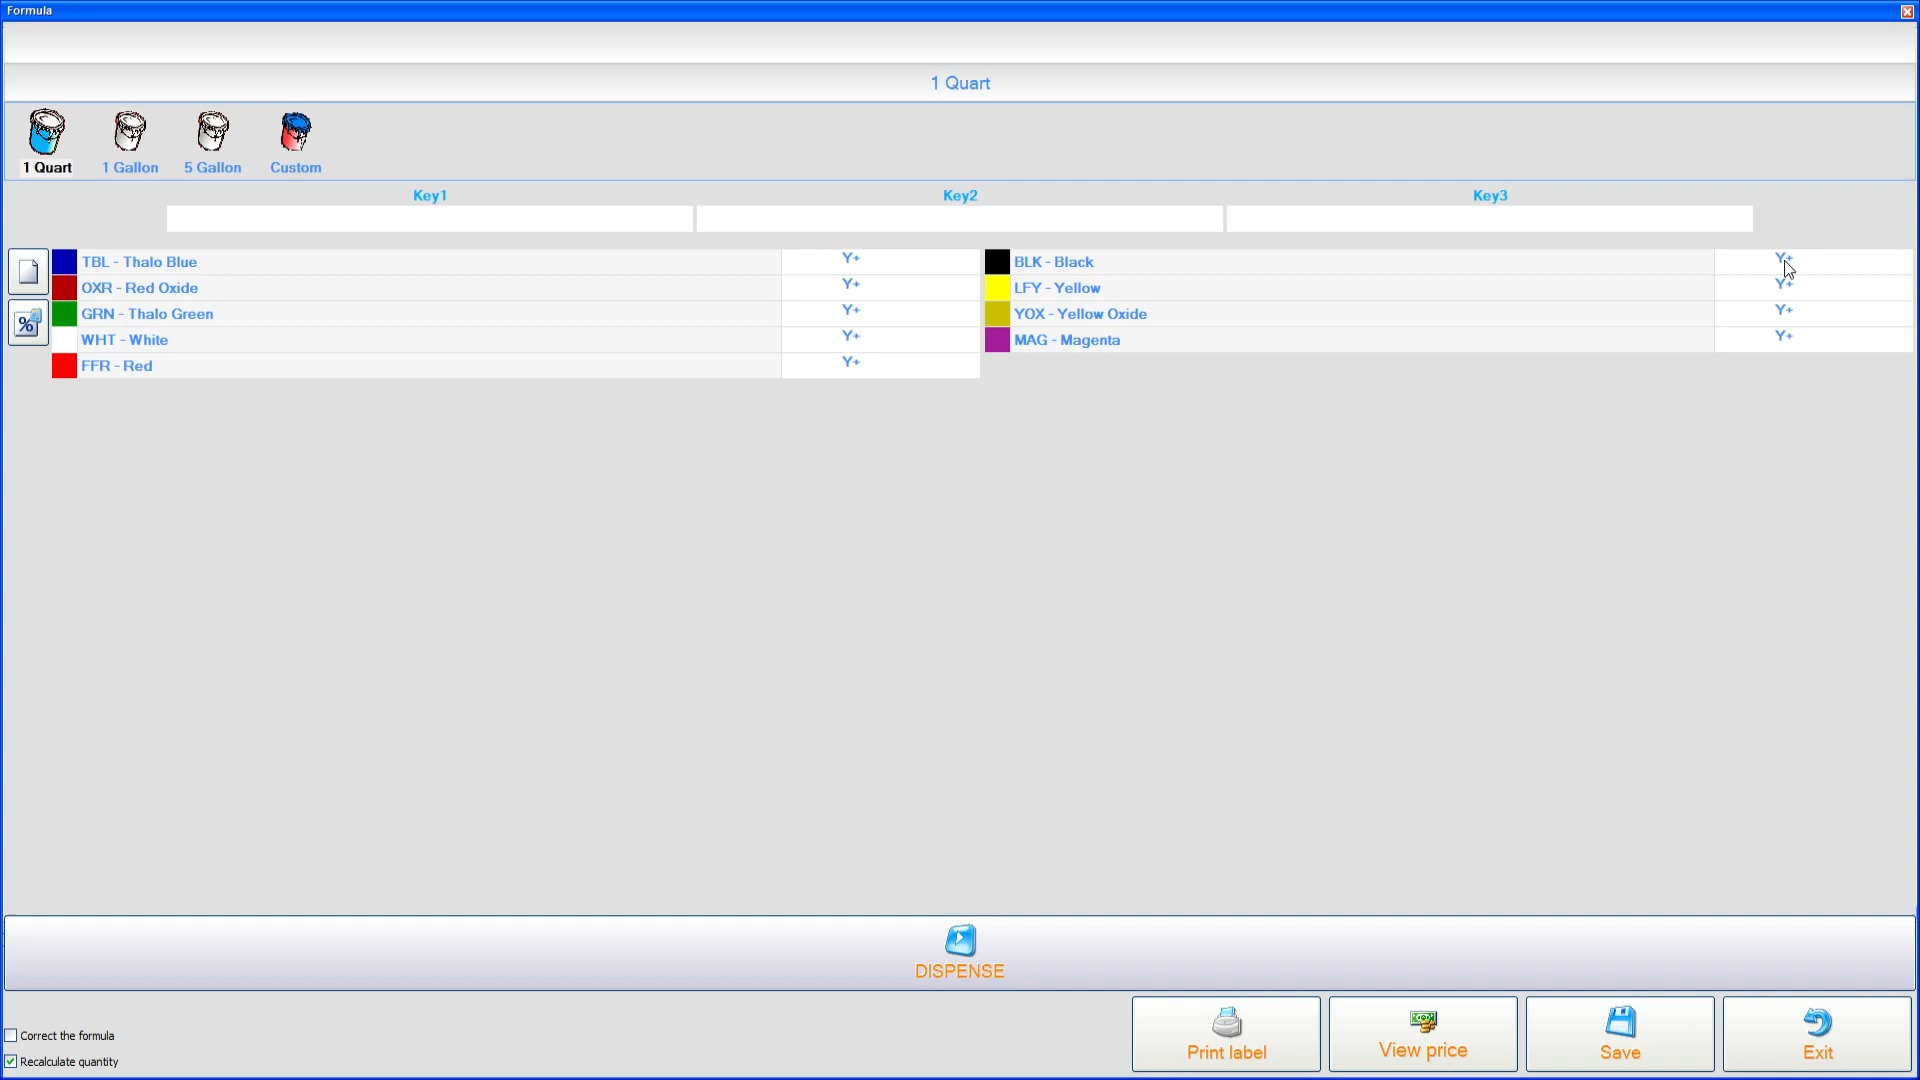 Formula
1 Quart
1 Quart 1 Gallon 5 Gallon Custom
Key1 Key2 Key3
TBL - Thalo Blue Y+ BLK - Black Y+
OXR - Red Oxide Y+ LFY - Yellow Y+
GRN - Thalo Green Y+ YOX - Yellow Oxide Y+
WHT - White Y+ MAG - Magenta Y+
FFR - Red Y+
%
DISPENSE
Correct the formula
Recalculate quantity
Print label View price Save Exit